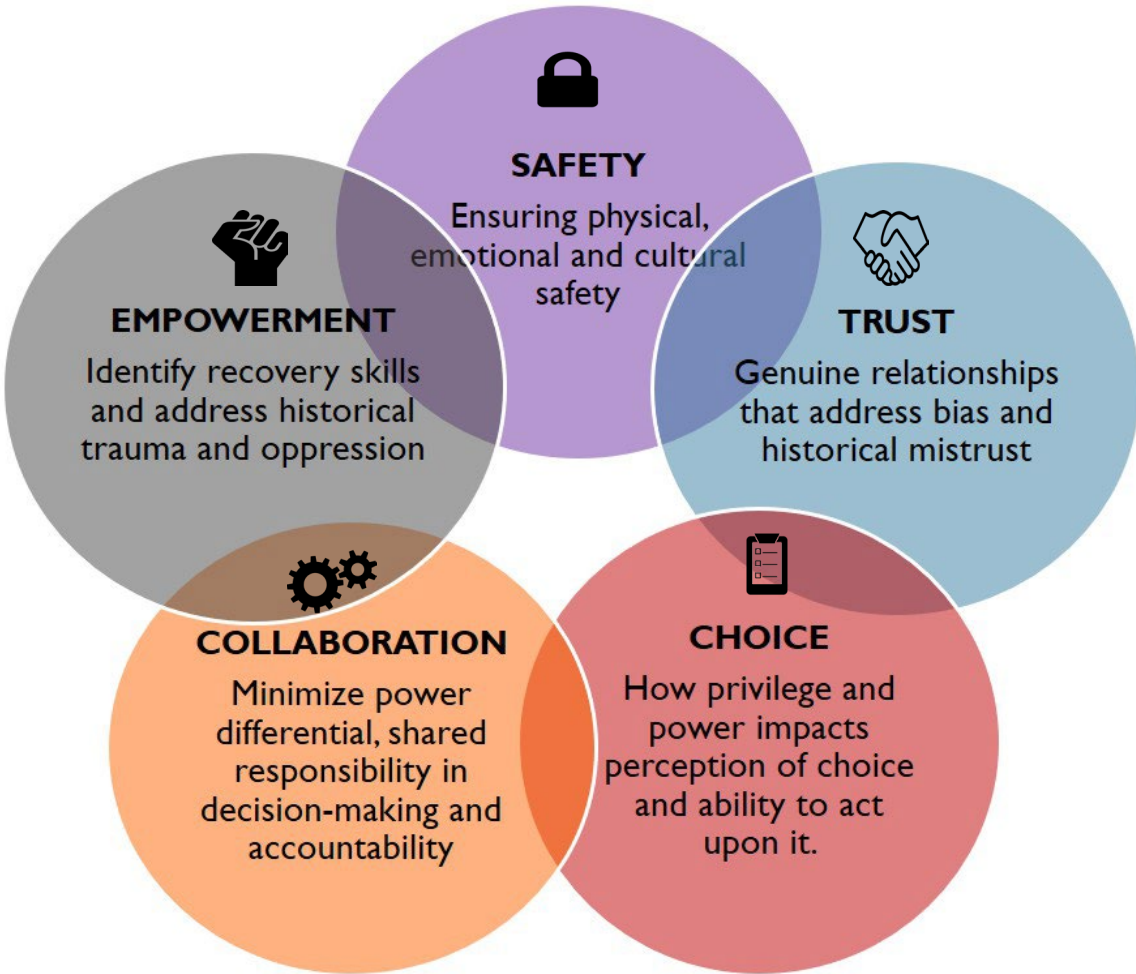 SAFETY
Ensuring physical,
emotional and cultural
safety
TRUST
Genuine relationships
that address bias and
historical mistrust
CHOICE
How privilege and
power impacts
perception of choice
and ability to act
upon it.
COLLABORATION
Minimize power
differential, shared
responsibility in
decision-making and
accountability
EMPOWERMENT
Identify recovery skills
and address historical
trauma and oppression